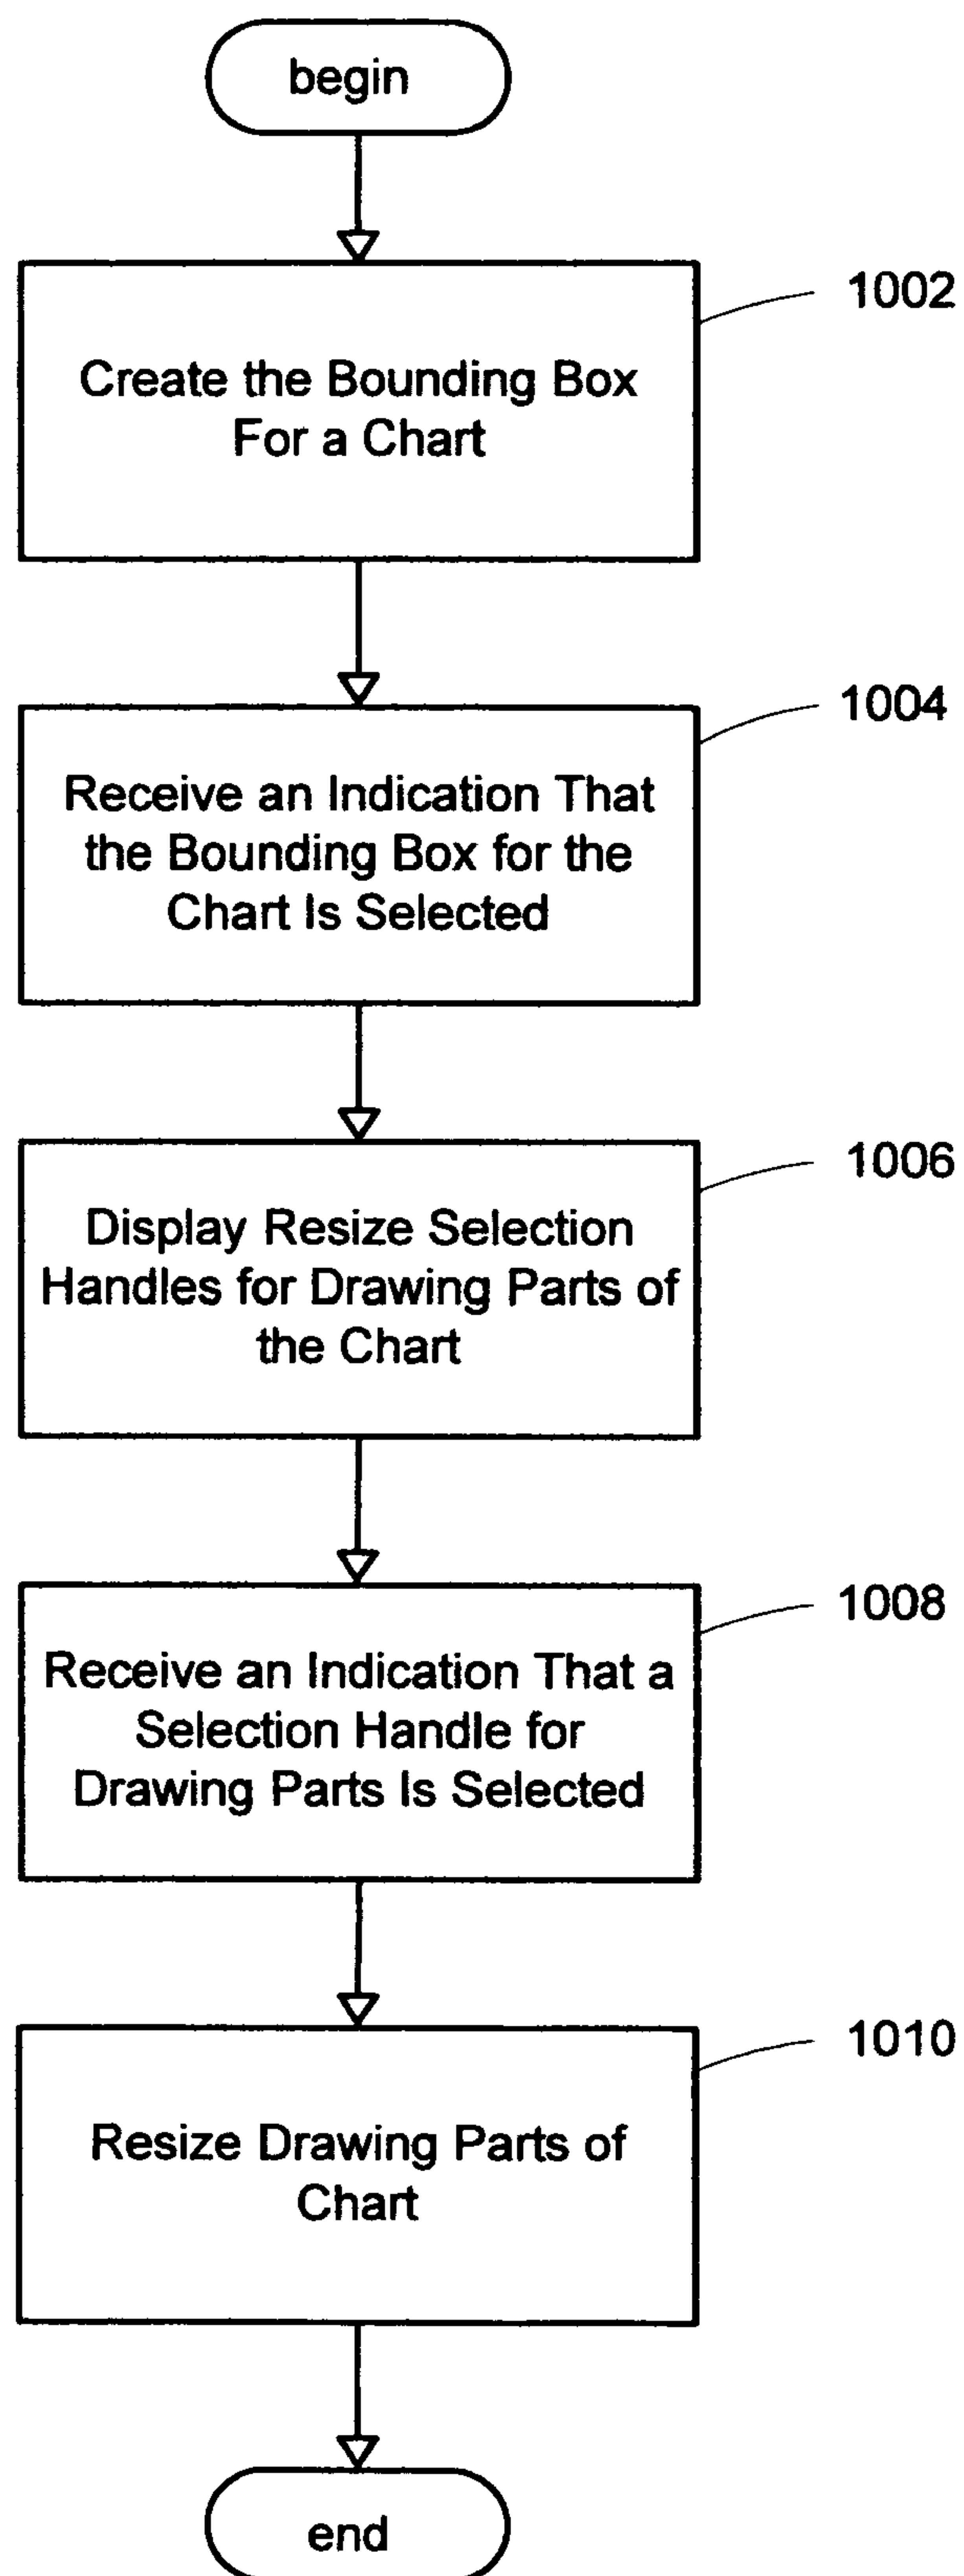 begin
1002
Create the Bounding Box
For a Chart
1004
Receive an Indication That
the Bounding Box for the
Chart Is Selected
1006
Display Resize Selection
Handles for Drawing Parts of
the Chart
1008
Receive an Indication That a
Selection Handle for
Drawing Parts Is Selected
1010
Resize Drawing Parts of
Chart
end